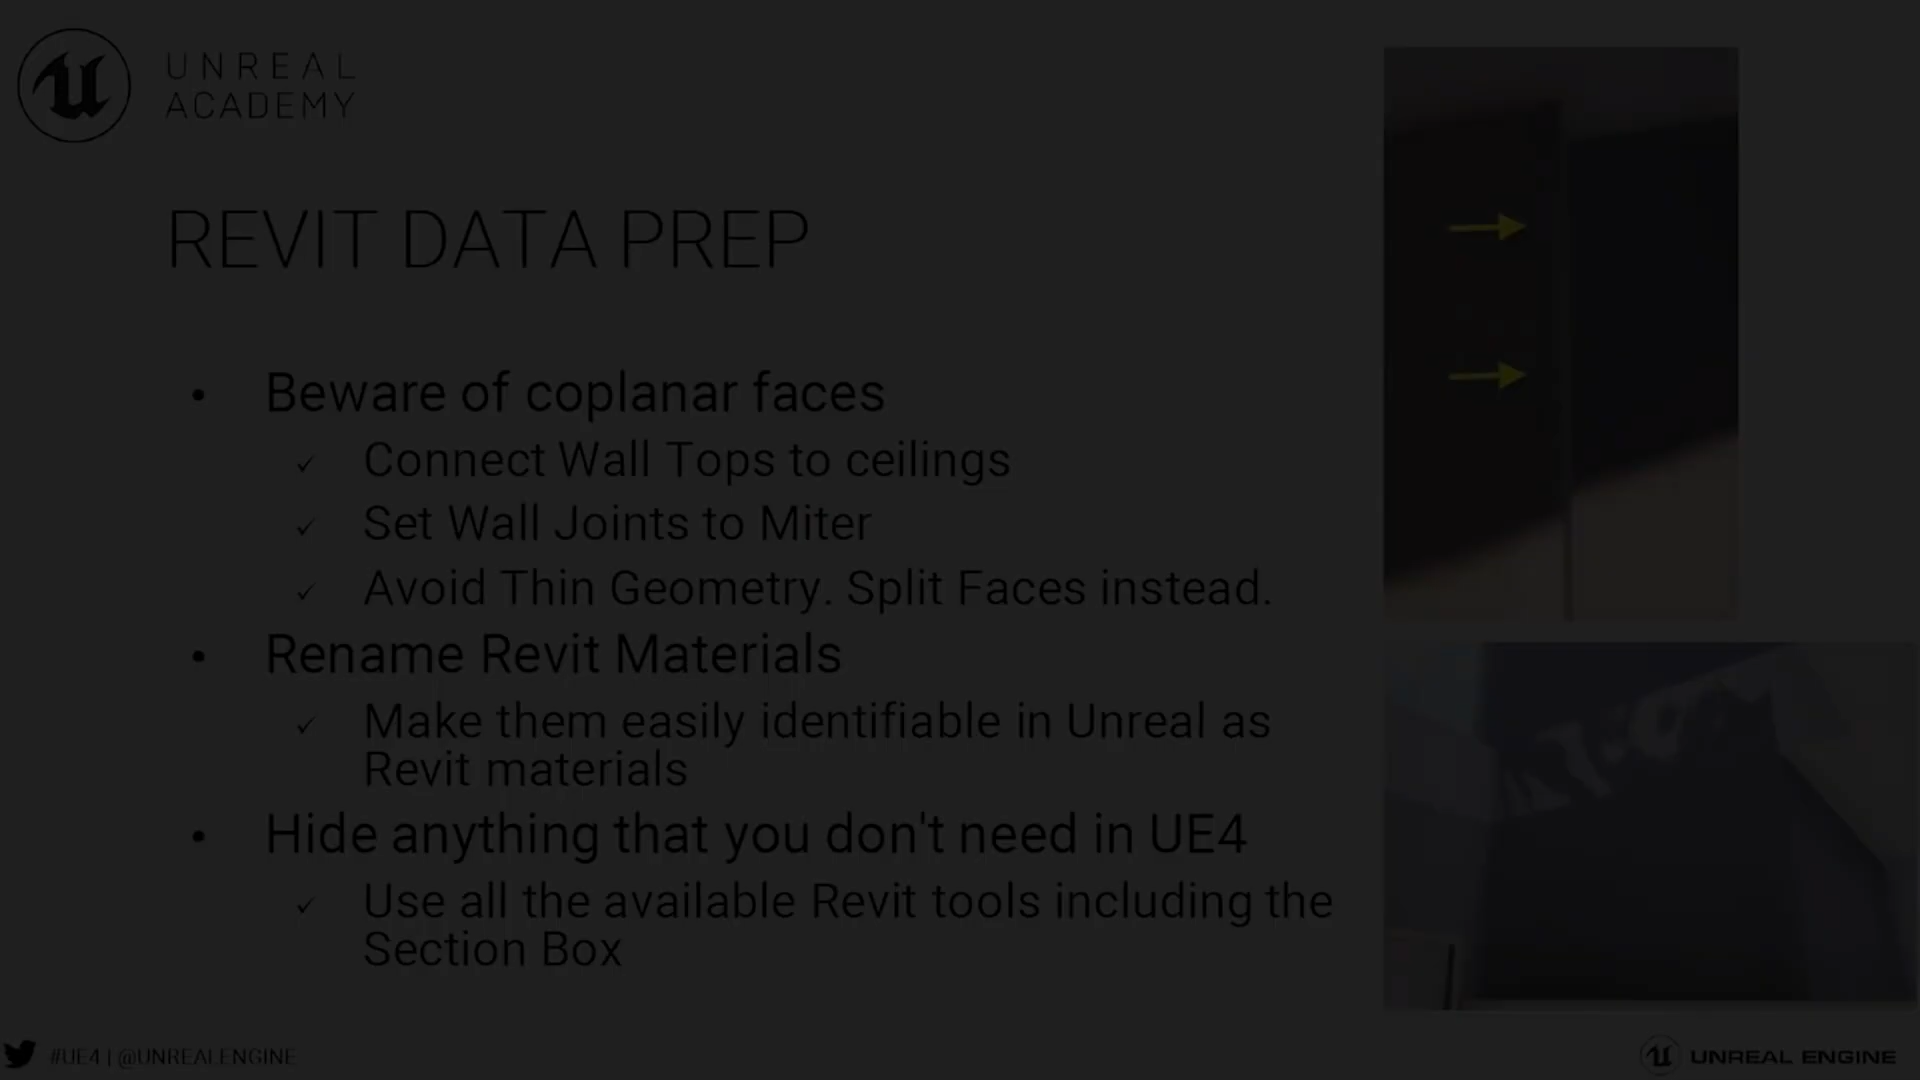 UNREAL
ACADEMY
REVIT DATA PREP
• Beware of coplanar faces
✓ Connect Wall Tops to ceilings
✓ Set Wall Joints to Miter
✓ Avoid Thin Geometry. Split Faces instead.
• Rename Revit Materials
✓ Make them easily identifiable in Unreal as
Revit materials
• Hide anything that you don't need in UE4
✓ Use all the available Revit tools including the
Section Box
#UE4 | @UNREALENGINE
UNREAL ENGINE